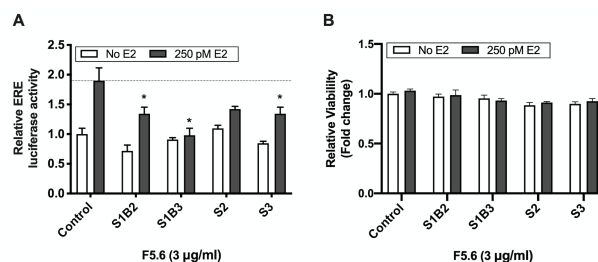 A
No E2 250 pM E2
Relative ERE
luciferase activity
2.5
2.0
1.5
1.0
0.5
0.0
* * *
Control S1B2 S1B3 S2 S3
F5.6 (3 µg/ml)
B
No E2 250 pM E2
Relative Viability
(Fold change)
1.5
1.0
0.5
0.0
Control S1B2 S1B3 S2 S3
F5.6 (3 µg/ml)